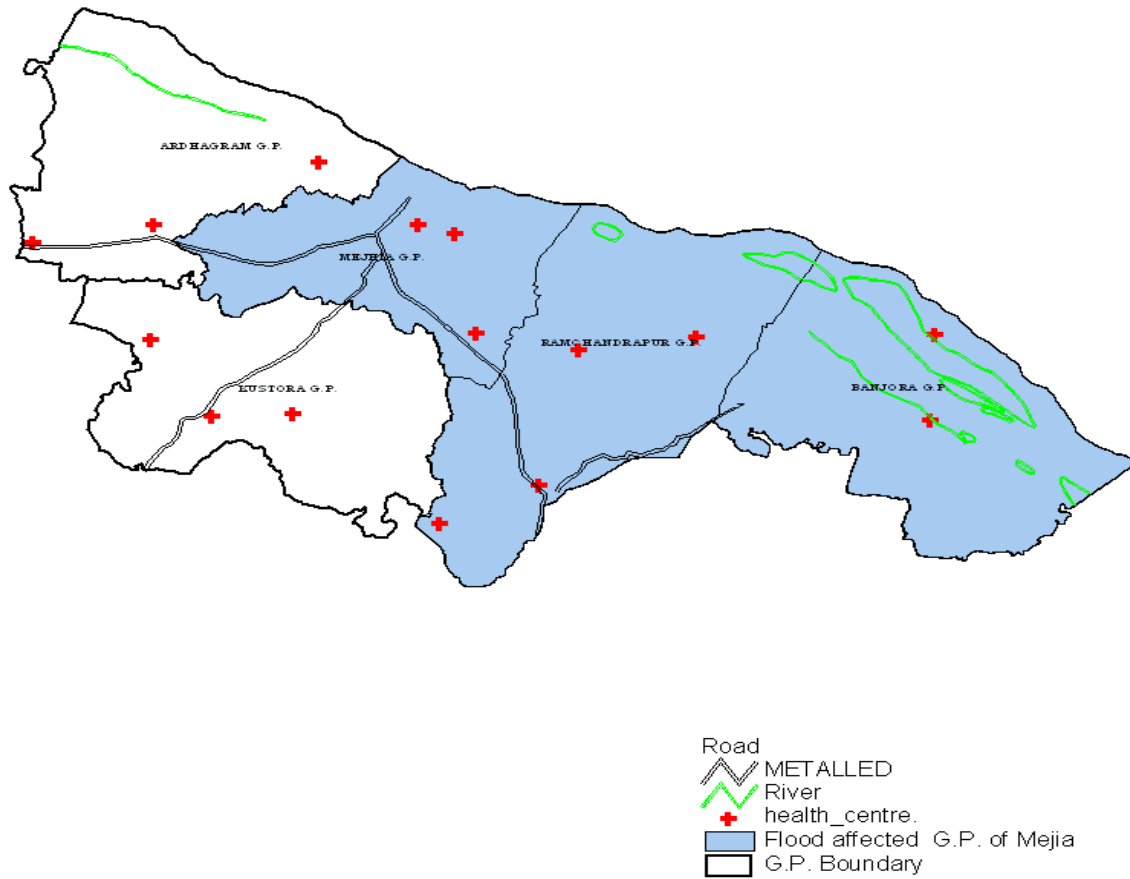 ARDHAGRAM G.P.
MEJHIA G.P.
RAMCHANDRAPUR G.P.
KUSTORA G.P.
BANJORA G.P.
Road
METALLED
River
health_centre.
Flood affected G.P. of Mejia
G.P. Boundary